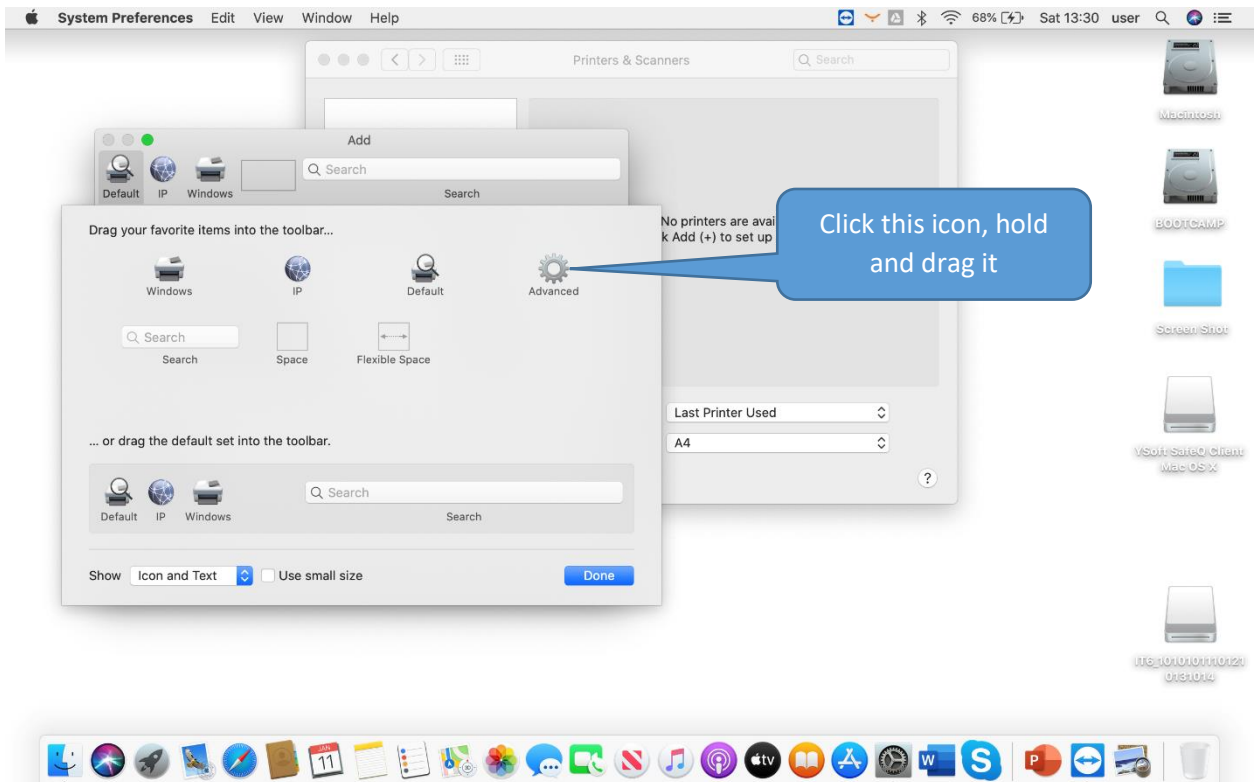 System Preferences Edit View Window Help 68% Sat 13:30 user
Printers & Scanners Search
Macintosh
Add
Search
Default IP Windows Search
Drag your favorite items into the toolbar...
No printers are avai
k Add (+) to set up
Click this icon, hold
and drag it
BOOTCAMP
Windows IP Default Advanced
Search
Search Space Flexible Space
Screen Shot
Last Printer Used
... or drag the default set into the toolbar.
A4
YSoft SafeQ Client
Mac OS X
?
Search
Default IP Windows Search
Show Icon and Text Use small size Done
JAN
11
tv
W
S
P